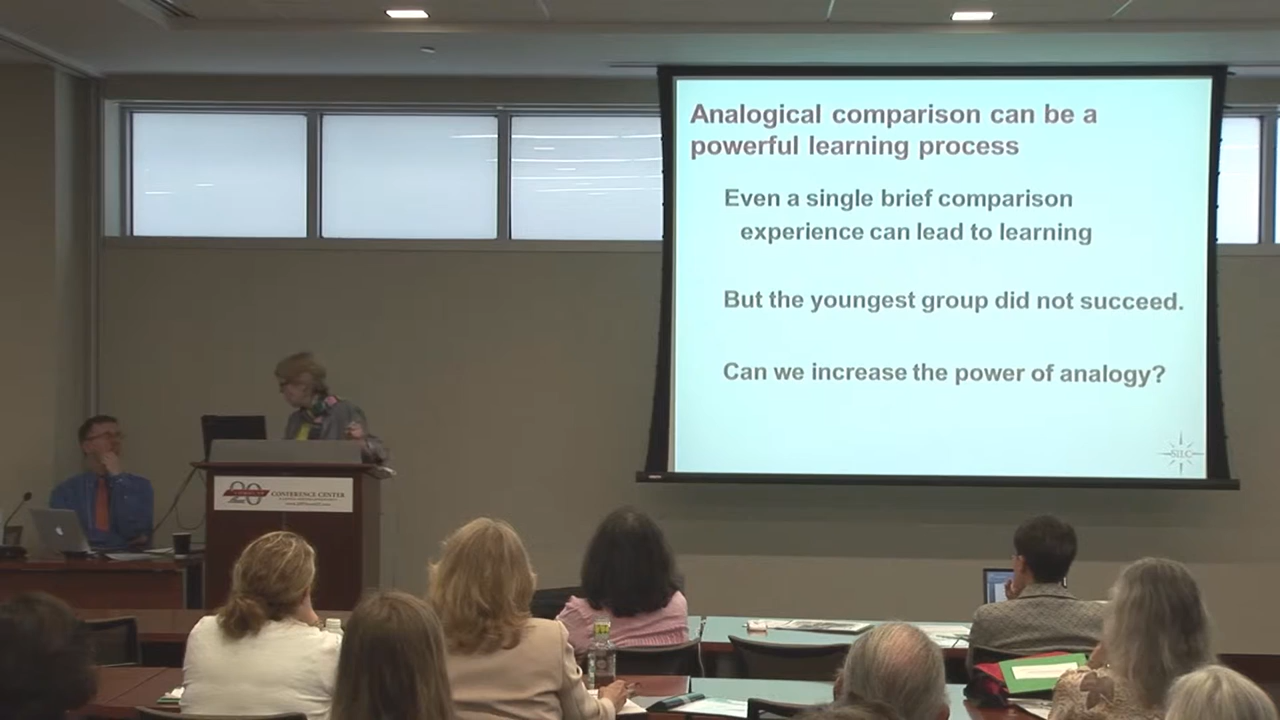 Analogical comparison can be a
powerful learning process
Even a single brief comparison
experience can lead to learning
But the youngest group did not succeed.
Can we increase the power of analogy?
SILC
20
CONFERENCE CENTER